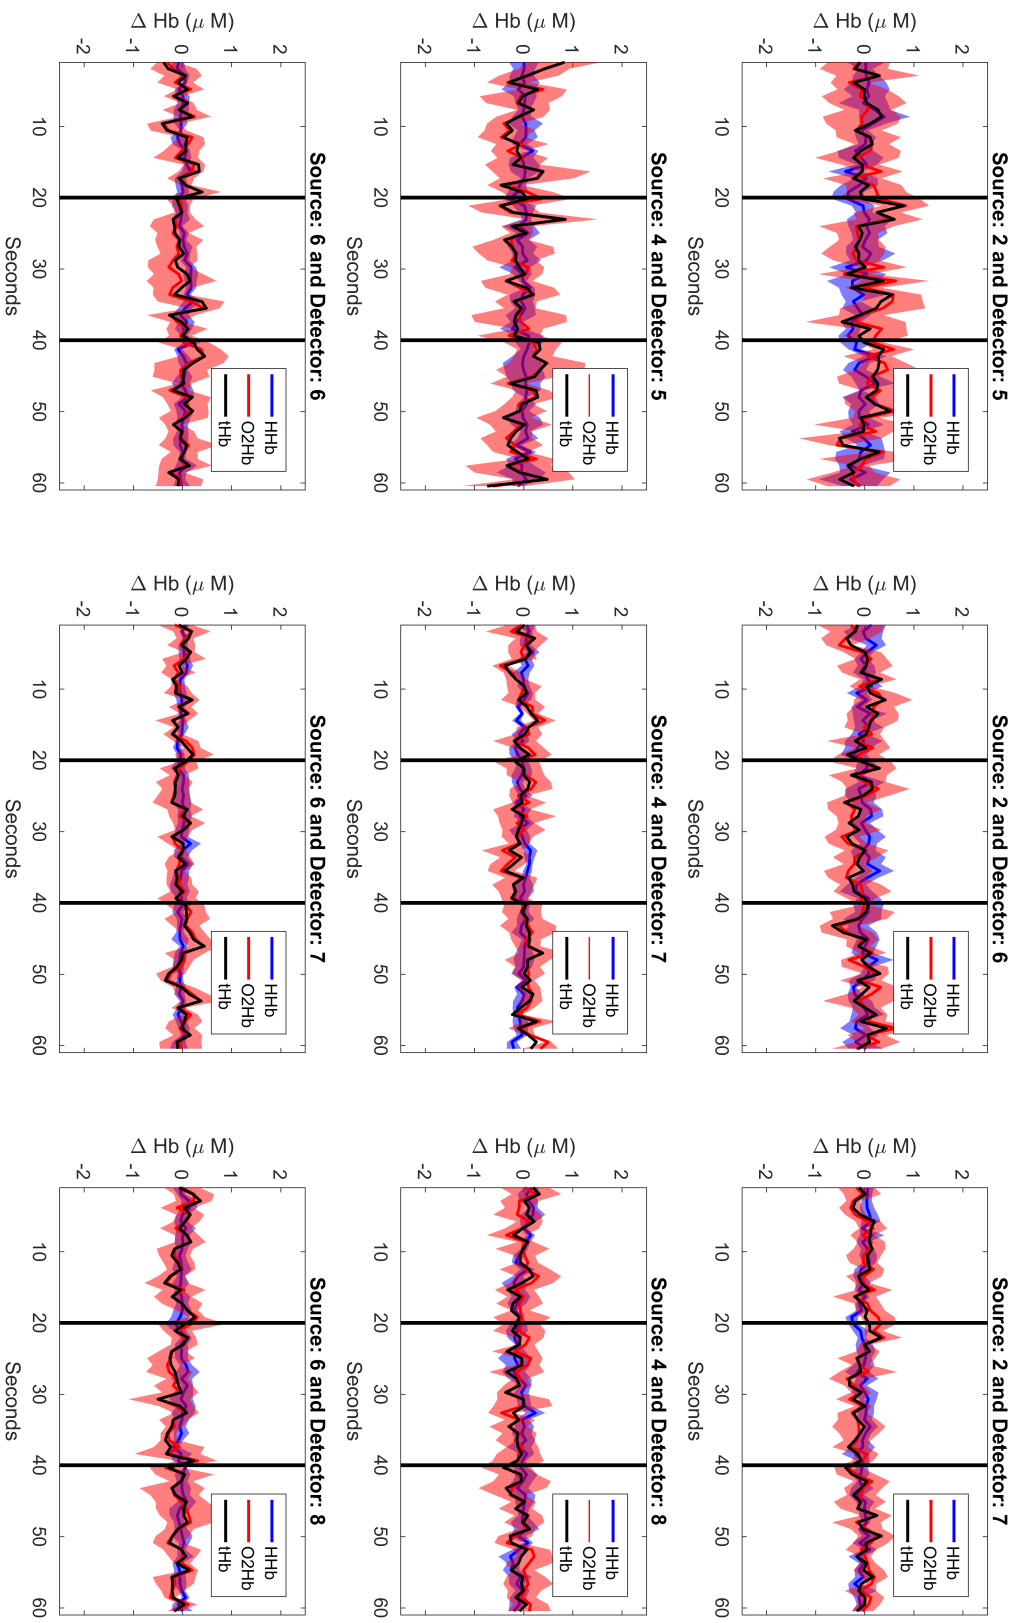 Source: 2 and Detector: 5
Δ Hb (μ M)
2
1
0
-1
-2
HHb
O2Hb
tHb
10 20 30 40 50 60
Seconds
Source: 2 and Detector: 6
Δ Hb (μ M)
2
1
0
-1
-2
HHb
O2Hb
tHb
10 20 30 40 50 60
Seconds
Source: 2 and Detector: 7
Δ Hb (μ M)
2
1
0
-1
-2
HHb
O2Hb
tHb
10 20 30 40 50 60
Seconds
Source: 4 and Detector: 5
Δ Hb (μ M)
2
1
0
-1
-2
HHb
O2Hb
tHb
10 20 30 40 50 60
Seconds
Source: 4 and Detector: 7
Δ Hb (μ M)
2
1
0
-1
-2
HHb
O2Hb
tHb
10 20 30 40 50 60
Seconds
Source: 4 and Detector: 8
Δ Hb (μ M)
2
1
0
-1
-2
HHb
O2Hb
tHb
10 20 30 40 50 60
Seconds
Source: 6 and Detector: 6
Δ Hb (μ M)
2
1
0
-1
-2
HHb
O2Hb
tHb
10 20 30 40 50 60
Seconds
Source: 6 and Detector: 7
Δ Hb (μ M)
2
1
0
-1
-2
HHb
O2Hb
tHb
10 20 30 40 50 60
Seconds
Source: 6 and Detector: 8
Δ Hb (μ M)
2
1
0
-1
-2
HHb
O2Hb
tHb
10 20 30 40 50 60
Seconds